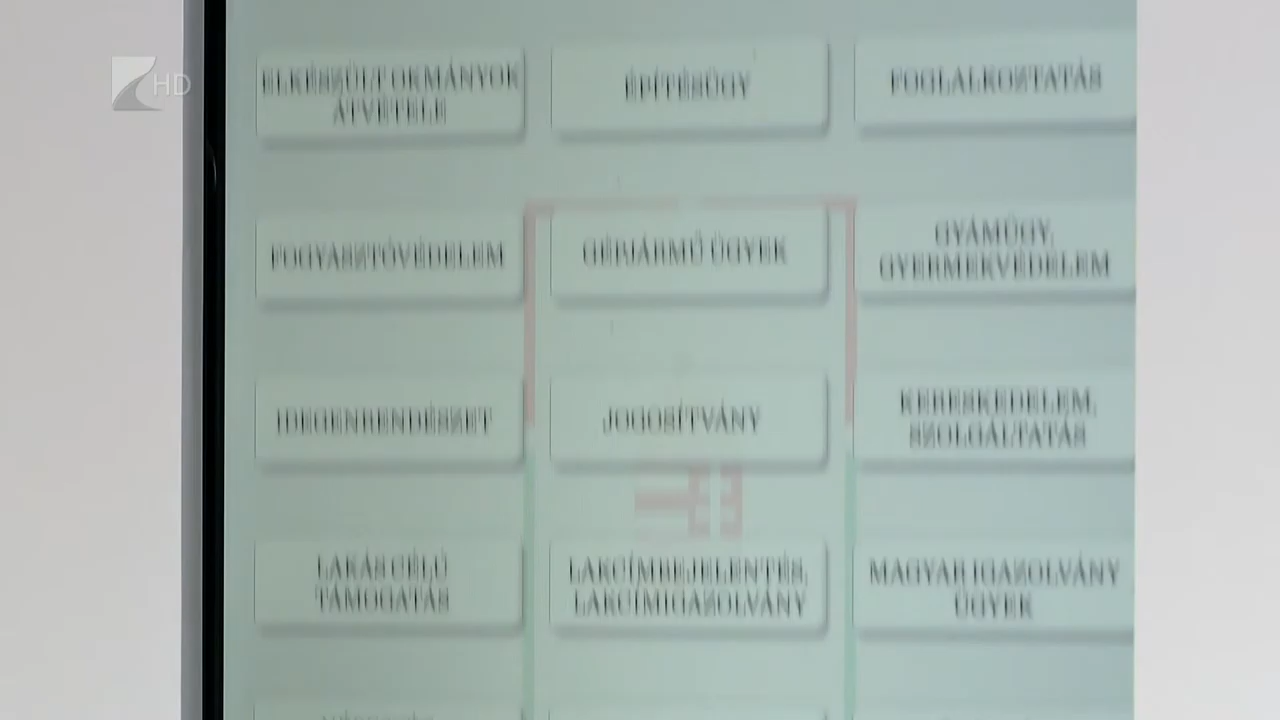 HD
ELKÉSZÜLT OKMÁNYOK
ÁTVÉTELE
ÉPÍTÉSÜGY
FOGLALKOZTATÁS
FOGYASZTÓVÉDELEM
GÉPJÁRMŰ ÜGYEK
GYÁMÜGY,
GYERMEKVÉDELEM
IDEGENRENDÉSZET
JOGOSÍTVÁNY
KERESKEDELEM,
SZOLGÁLTATÁS
LAKÁS CÉLÚ
TÁMOGATÁS
LAKCÍMBEJELENTÉS,
LAKCÍMIGAZOLVÁNY
MAGYAR IGAZOLVÁNY
ÜGYEK